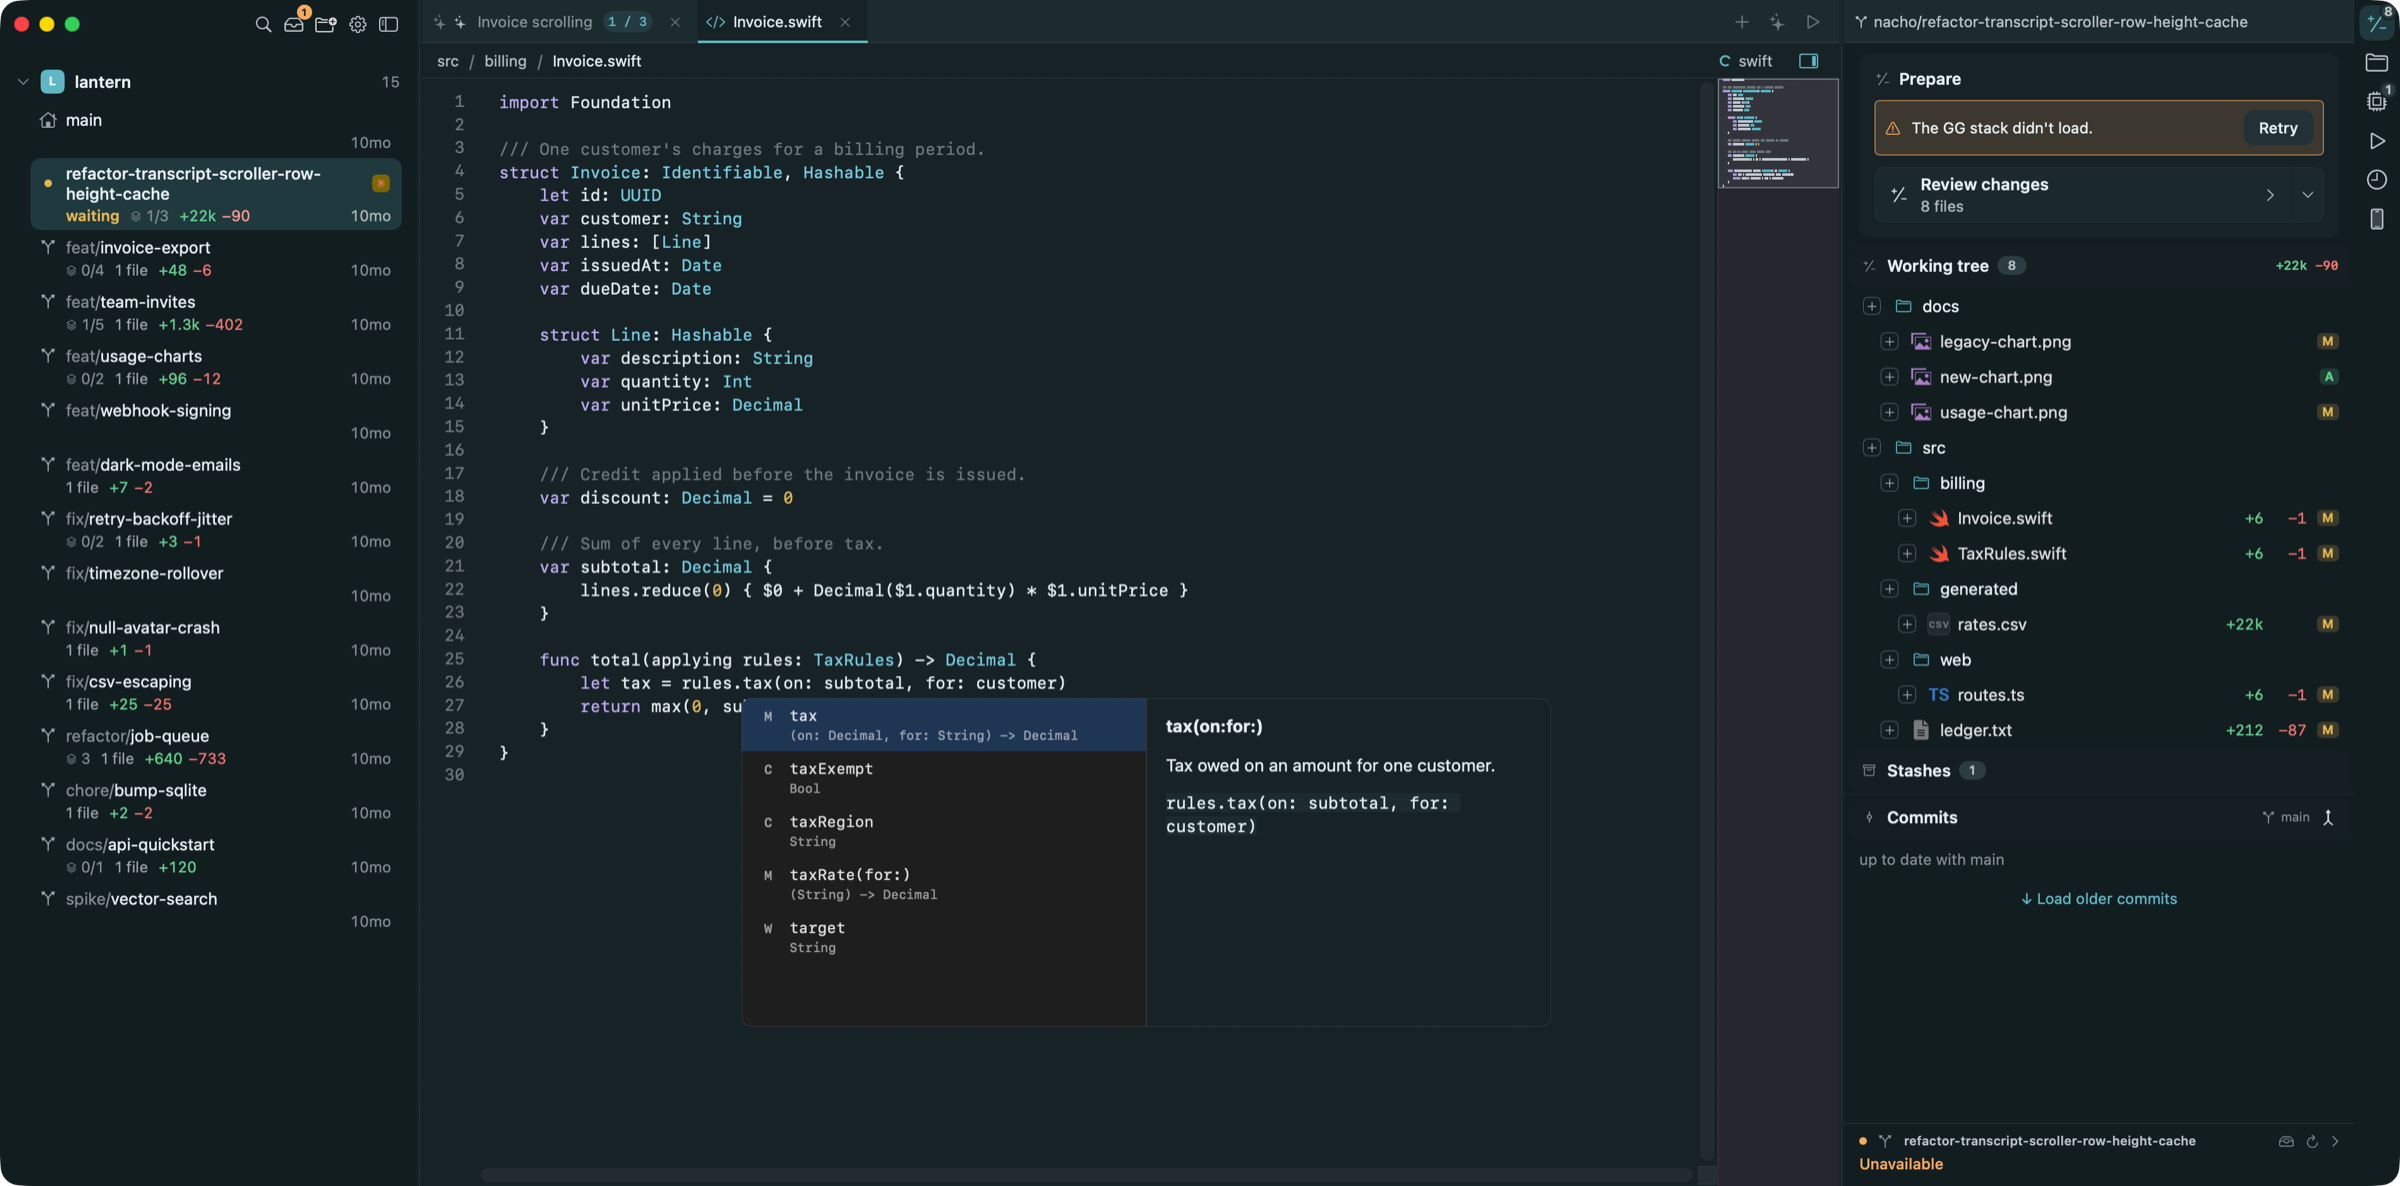 1
Invoice scrolling 1 / 3
</> Invoice.swift
nacho/refactor-transcript-scroller-row-height-cache
8
L lantern 15
main
10mo
refactor-transcript-scroller-row-
height-cache
waiting 1/3 +22k −90 10mo
feat/invoice-export
0/4 1 file +48 −6 10mo
feat/team-invites
1/5 1 file +1.3k −402 10mo
feat/usage-charts
0/2 1 file +96 −12 10mo
feat/webhook-signing
10mo
feat/dark-mode-emails
1 file +7 −2 10mo
fix/retry-backoff-jitter
0/2 1 file +3 −1 10mo
fix/timezone-rollover
10mo
fix/null-avatar-crash
1 file +1 −1 10mo
fix/csv-escaping
1 file +25 −25 10mo
refactor/job-queue
3 1 file +640 −733 10mo
chore/bump-sqlite
1 file +2 −2 10mo
docs/api-quickstart
0/1 1 file +120 10mo
spike/vector-search
10mo
src / billing / Invoice.swift
swift
1 import Foundation
2
3 /// One customer's charges for a billing period.
4 struct Invoice: Identifiable, Hashable {
5 let id: UUID
6 var customer: String
7 var lines: [Line]
8 var issuedAt: Date
9 var dueDate: Date
10
11 struct Line: Hashable {
12 var description: String
13 var quantity: Int
14 var unitPrice: Decimal
15 }
16
17 /// Credit applied before the invoice is issued.
18 var discount: Decimal = 0
19
20 /// Sum of every line, before tax.
21 var subtotal: Decimal {
22 lines.reduce(0) { $0 + Decimal($1.quantity) * $1.unitPrice }
23 }
24
25 func total(applying rules: TaxRules) -> Decimal {
26 let tax = rules.tax(on: subtotal, for: customer)
27 return max(0, su
28 }
29 }
30
M tax
(on: Decimal, for: String) -> Decimal
C taxExempt
Bool
C taxRegion
String
M taxRate(for:)
(String) -> Decimal
W target
String
tax(on:for:)
Tax owed on an amount for one customer.
rules.tax(on: subtotal, for:
customer)
Prepare
The GG stack didn't load. Retry
Review changes
8 files
Working tree 8 +22k −90
docs
legacy-chart.png M
new-chart.png A
usage-chart.png M
src
billing
Invoice.swift +6 −1 M
TaxRules.swift +6 −1 M
generated
csv rates.csv +22k M
web
TS routes.ts +6 −1 M
ledger.txt +212 −87 M
Stashes 1
Commits main
up to date with main
↓ Load older commits
refactor-transcript-scroller-row-height-cache
Unavailable
1